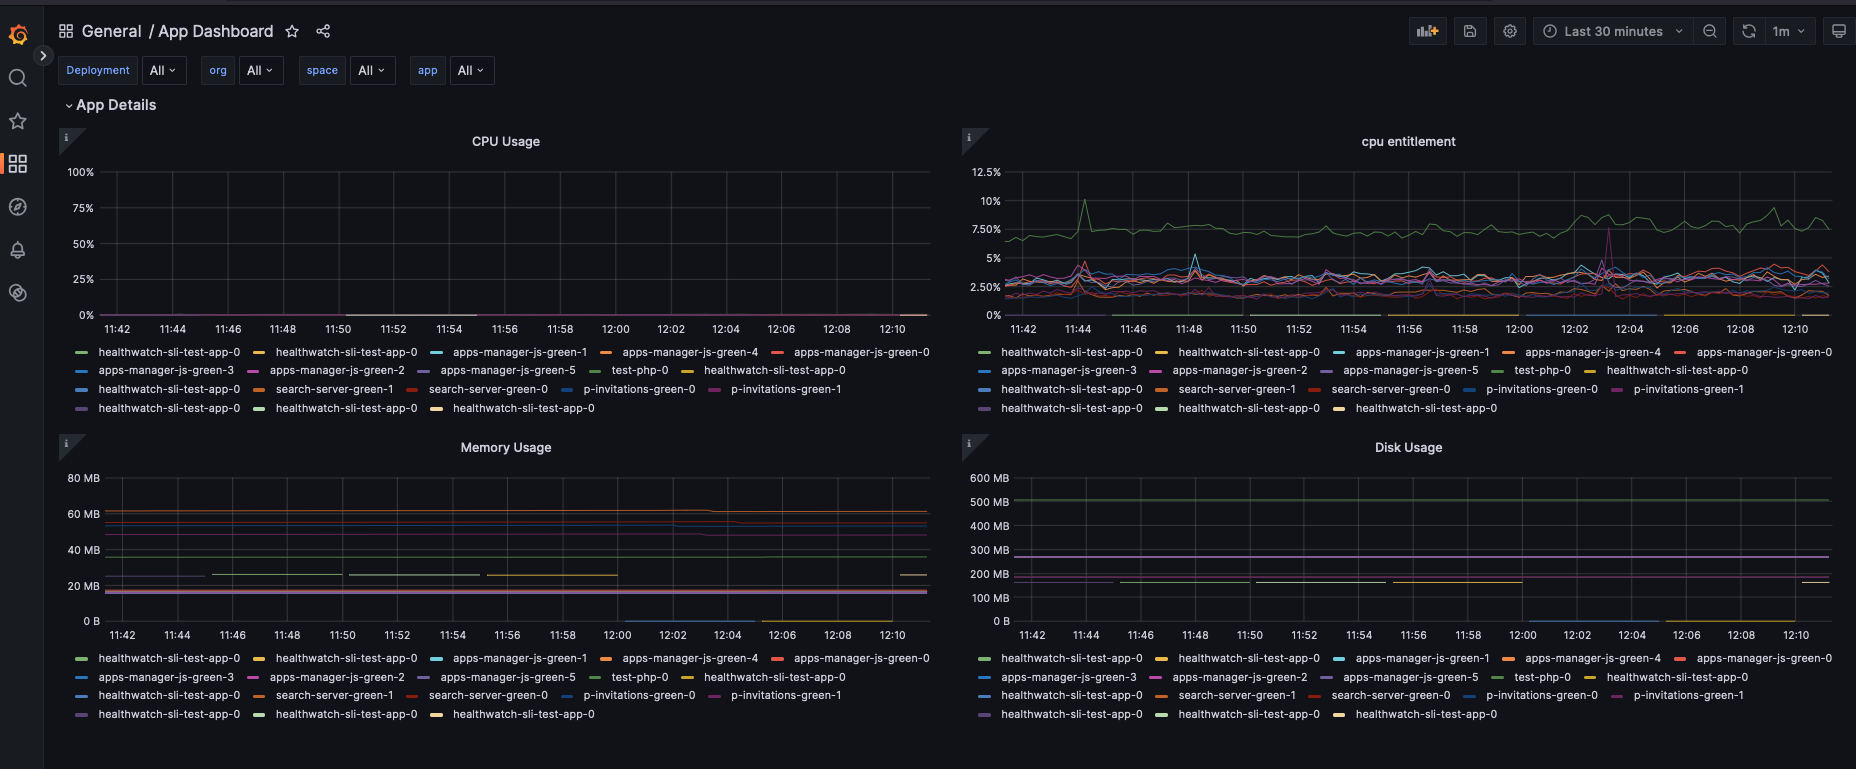 General / App Dashboard
Last 30 minutes 1m
Deployment All org All space All app All
App Details
CPU Usage
100%
75%
50%
25%
0%
11:42 11:44 11:46 11:48 11:50 11:52 11:54 11:56 11:58 12:00 12:02 12:04 12:06 12:08 12:10
healthwatch-sli-test-app-0 healthwatch-sli-test-app-0 apps-manager-js-green-1 apps-manager-js-green-4 apps-manager-js-green-0
apps-manager-js-green-3 apps-manager-js-green-2 apps-manager-js-green-5 test-php-0 healthwatch-sli-test-app-0
healthwatch-sli-test-app-0 search-server-green-1 search-server-green-0 p-invitations-green-0 p-invitations-green-1
healthwatch-sli-test-app-0 healthwatch-sli-test-app-0 healthwatch-sli-test-app-0
cpu entitlement
12.5%
10%
7.50%
5%
2.50%
0%
11:42 11:44 11:46 11:48 11:50 11:52 11:54 11:56 11:58 12:00 12:02 12:04 12:06 12:08 12:10
healthwatch-sli-test-app-0 healthwatch-sli-test-app-0 apps-manager-js-green-1 apps-manager-js-green-4 apps-manager-js-green-0
apps-manager-js-green-3 apps-manager-js-green-2 apps-manager-js-green-5 test-php-0 healthwatch-sli-test-app-0
healthwatch-sli-test-app-0 search-server-green-1 search-server-green-0 p-invitations-green-0 p-invitations-green-1
healthwatch-sli-test-app-0 healthwatch-sli-test-app-0 healthwatch-sli-test-app-0
Memory Usage
80 MB
60 MB
40 MB
20 MB
0 B
11:42 11:44 11:46 11:48 11:50 11:52 11:54 11:56 11:58 12:00 12:02 12:04 12:06 12:08 12:10
healthwatch-sli-test-app-0 healthwatch-sli-test-app-0 apps-manager-js-green-1 apps-manager-js-green-4 apps-manager-js-green-0
apps-manager-js-green-3 apps-manager-js-green-2 apps-manager-js-green-5 test-php-0 healthwatch-sli-test-app-0
healthwatch-sli-test-app-0 search-server-green-1 search-server-green-0 p-invitations-green-0 p-invitations-green-1
healthwatch-sli-test-app-0 healthwatch-sli-test-app-0 healthwatch-sli-test-app-0
Disk Usage
600 MB
500 MB
400 MB
300 MB
200 MB
100 MB
0 B
11:42 11:44 11:46 11:48 11:50 11:52 11:54 11:56 11:58 12:00 12:02 12:04 12:06 12:08 12:10
healthwatch-sli-test-app-0 healthwatch-sli-test-app-0 apps-manager-js-green-1 apps-manager-js-green-4 apps-manager-js-green-0
apps-manager-js-green-3 apps-manager-js-green-2 apps-manager-js-green-5 test-php-0 healthwatch-sli-test-app-0
healthwatch-sli-test-app-0 search-server-green-1 search-server-green-0 p-invitations-green-0 p-invitations-green-1
healthwatch-sli-test-app-0 healthwatch-sli-test-app-0 healthwatch-sli-test-app-0